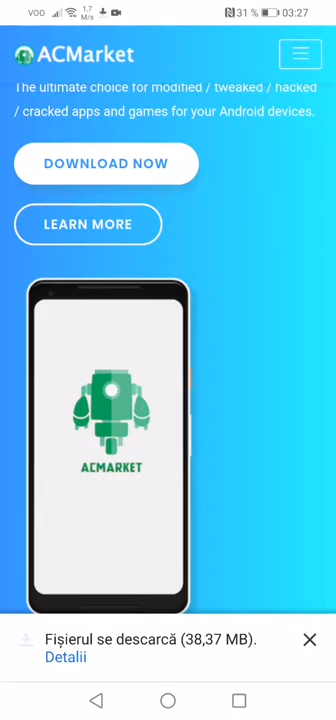 VOO 1,7 M/s 31 % 03:27
ACMarket
The ultimate choice for modified / tweaked / hacked
/ cracked apps and games for your Android devices.
DOWNLOAD NOW
LEARN MORE
ACMARKET
Fișierul se descarcă (38,37 MB).
Detalii